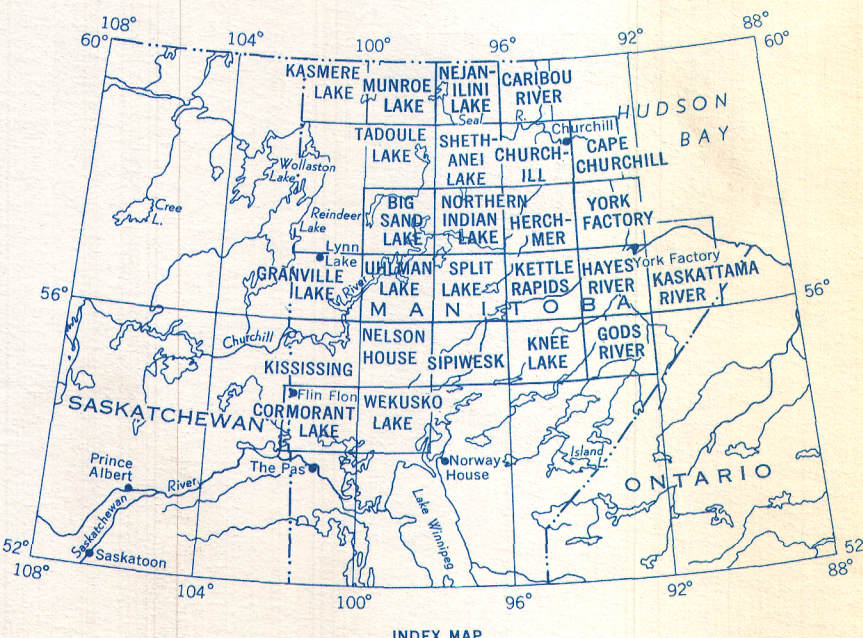 108°
88°
60°
104°
100°
96°
92°
60°
KASMERE
LAKE
MUNROE
LAKE
NEJAN-
ILINI
LAKE
CARIBOU
RIVER
Seal
R.
HUDSON
BAY
TADOULE
LAKE
SHETH-
ANEI
LAKE
CHURCH-
ILL
Churchill
CAPE
CHURCHILL
Wollaston
Lake
Cree
L.
Reindeer
Lake
BIG
SAND
LAKE
NORTHERN
INDIAN
LAKE
HERCH-
MER
YORK
FACTORY
Lynn
Lake
York Factory
GRANVILLE
LAKE
UHLMAN
LAKE
SPLIT
LAKE
KETTLE
RAPIDS
HAYES
RIVER
KASKATTAMA
RIVER
River
56°
56°
MANITOBA
Churchill
NELSON
HOUSE
SIPIWESK
KNEE
LAKE
GODS
RIVER
KISSISSING
Flin Flon
SASKATCHEWAN
CORMORANT
LAKE
WEKUSKO
LAKE
Prince
Albert
River
The Pas
Norway
House
Island
ONTARIO
Saskatchewan
Lake Winnipeg
Saskatoon
52°
108°
52
88°
104°
100°
96°
92°
INDEX MAP